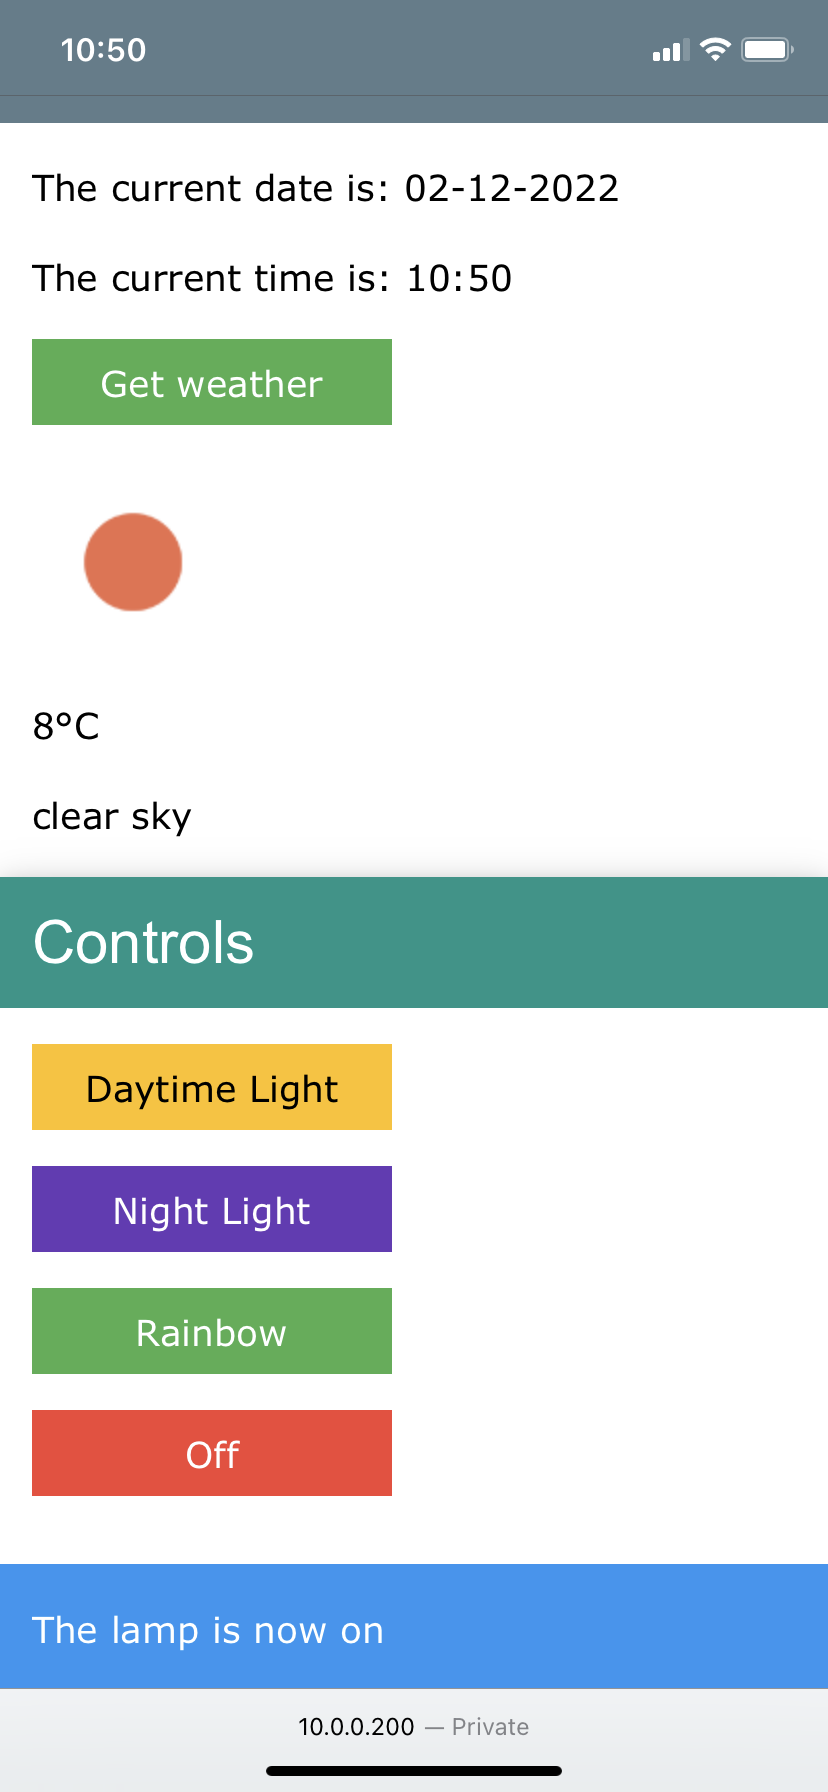 10:50
The current date is: 02-12-2022
The current time is: 10:50
Get weather
8°C
clear sky
Controls
Daytime Light
Night Light
Rainbow
Off
The lamp is now on
10.0.0.200 — Private